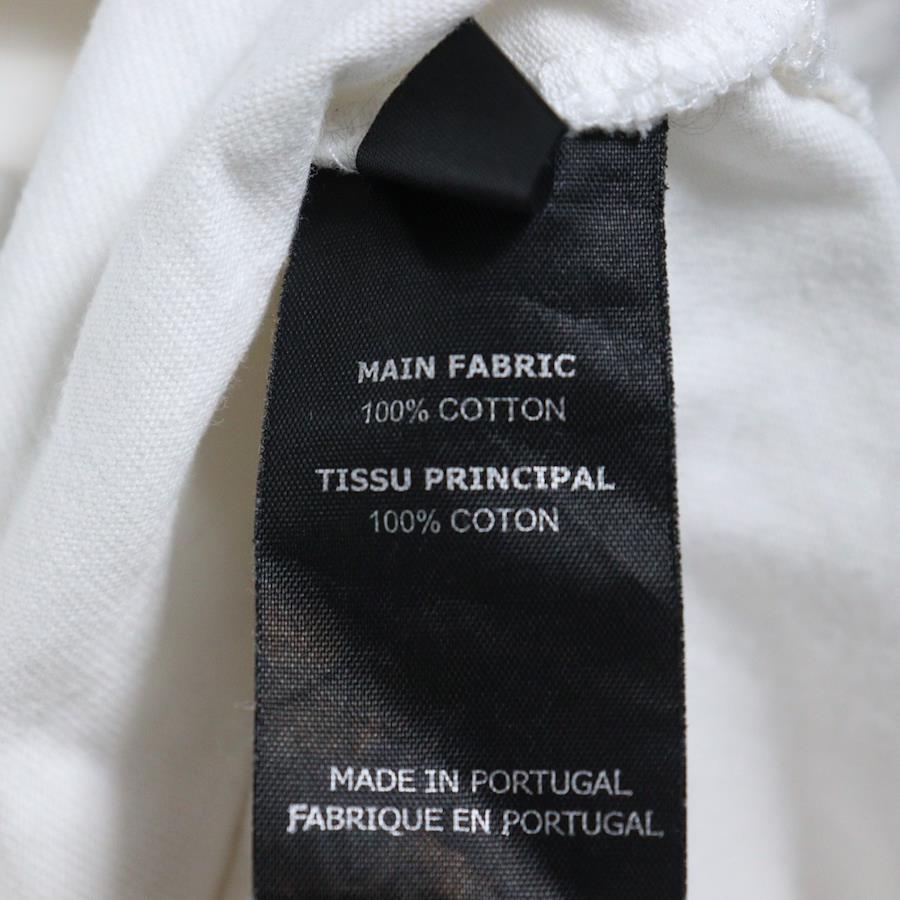 MAIN FABRIC
100% COTTON
TISSU PRINCIPAL
100% COTON
MADE IN PORTUGAL
FABRIQUE EN PORTUGAL